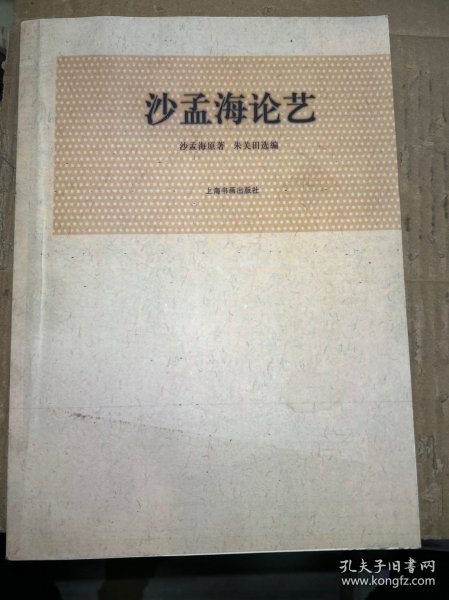 沙孟海论艺
沙孟海原著 朱关田选编
上海书画出版社
孔夫子旧书网
www.kongfz.com